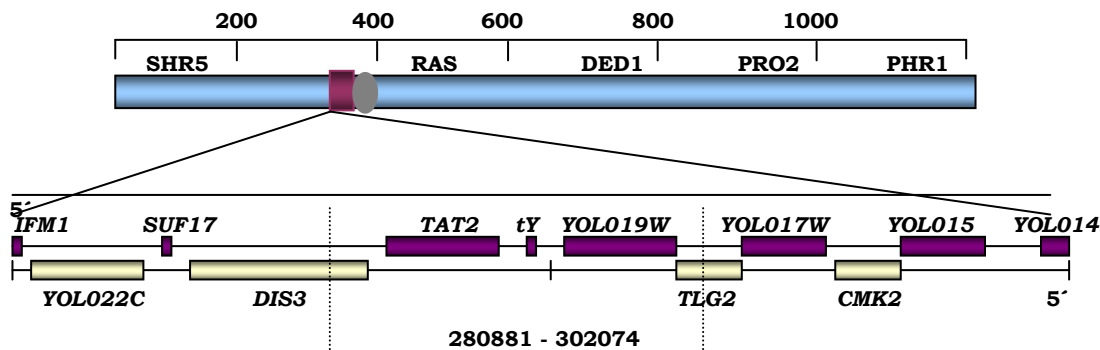 200 400 600 800 1000
SHR5 RAS DED1 PRO2 PHR1
5´
IFM1 SUF17 TAT2 tY YOL019W YOL017W YOL015 YOL014
YOL022C DIS3 TLG2 CMK2 5´
280881 - 302074